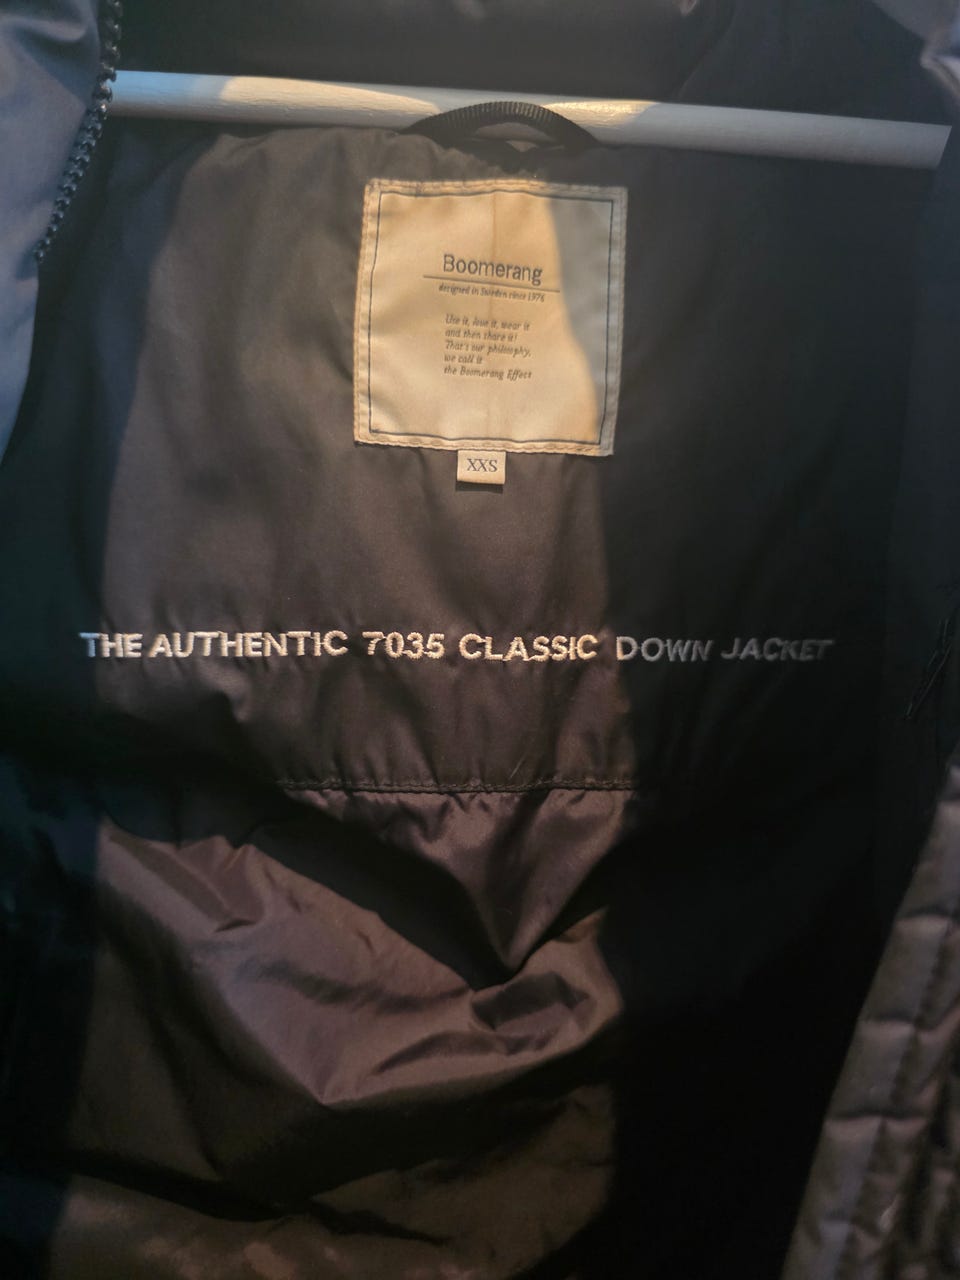 Boomerang
designed in Sweden since 1976
Use it, love it, wear it
and then share it!
That's our philosophy,
we call it
the Boomerang Effect
XXS
THE AUTHENTIC 7035 CLASSIC DOWN JACKET